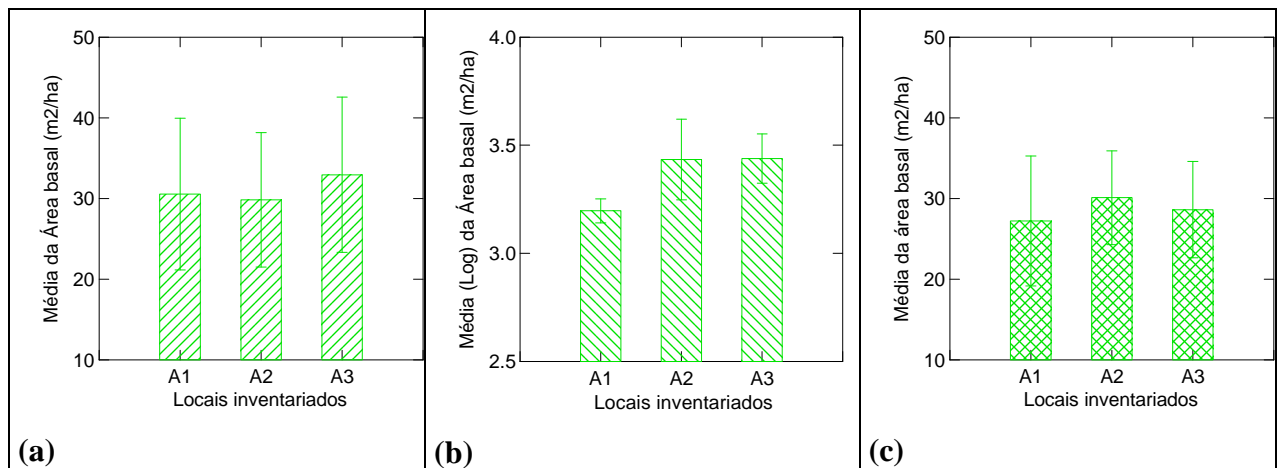 Média da Área basal (m2/ha)
50
40
30
20
10
A1 A2 A3
Locais inventariados
(a)
Média (Log) da Área basal (m2/ha)
4.0
3.5
3.0
2.5
A1 A2 A3
Locais inventariados
(b)
Média da área basal (m2/ha)
50
40
30
20
10
A1 A2 A3
Locais inventariados
(c)